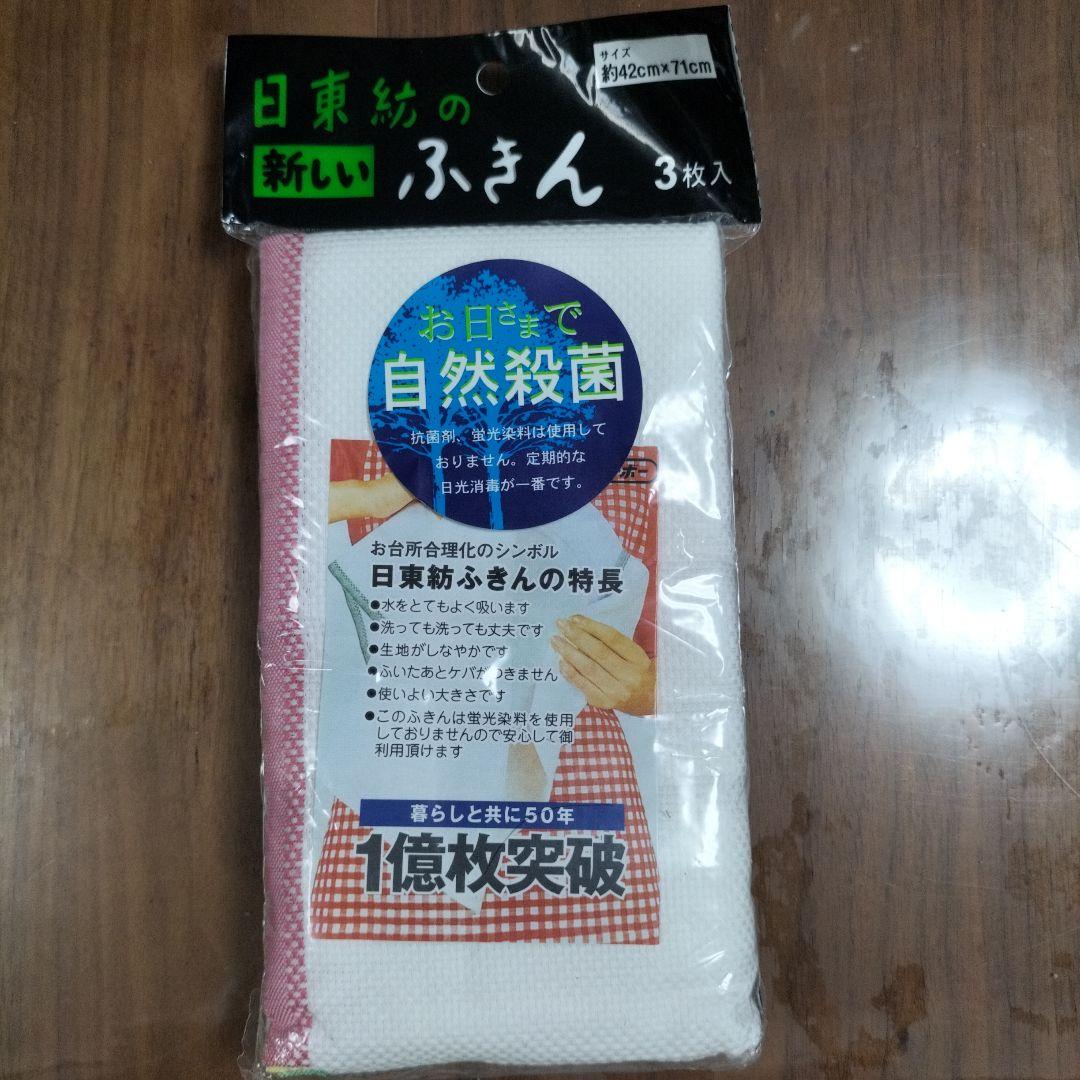 サイズ
約42cm×71cm
日東紡の
新しい ふきん 3枚入
お日さまで
自然殺菌
抗菌剤、蛍光染料は使用して
おりません。定期的な
日光消毒が一番です。
お台所合理化のシンボル
日東紡ふきんの特長
●水をとてもよく吸います
●洗っても洗っても丈夫です
●生地がしなやかです
●ふいたあとケバがつきません
●使いよい大きさです
●このふきんは蛍光染料を使用
しておりませんので安心して御
利用頂けます
暮らしと共に50年
1億枚突破